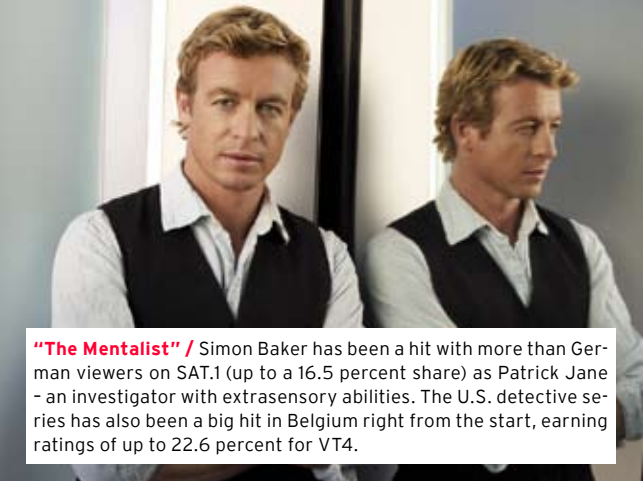 “The Mentalist” / Simon Baker has been a hit with more than Ger-
man viewers on SAT.1 (up to a 16.5 percent share) as Patrick Jane
– an investigator with extrasensory abilities. The U.S. detective se-
ries has also been a big hit in Belgium right from the start, earning
ratings of up to 22.6 percent for VT4.